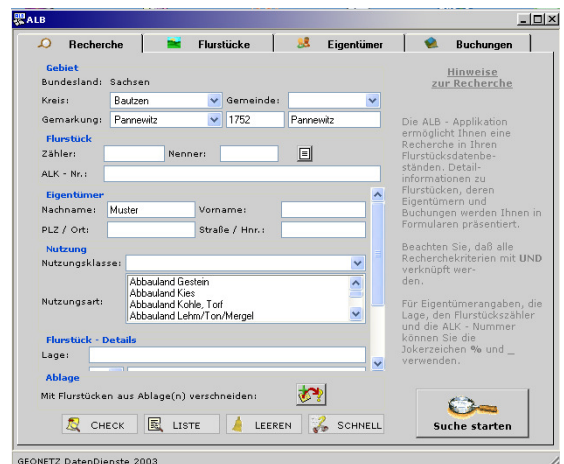 ALB
Recherche Flurstücke Eigentümer Buchungen
Gebiet
Bundesland: Sachsen
Kreis: Bautzen Gemeinde:
Gemarkung: Pannewitz 1752 Pannewitz
Flurstück
Zähler: Nenner:
ALK - Nr.:
Eigentümer
Nachname: Muster Vorname:
PLZ / Ort: Straße / Hnr.:
Nutzung
Nutzungsklasse:
Nutzungsart:
Abbauland Gestein
Abbauland Kies
Abbauland Kohle, Torf
Abbauland Lehm/Ton/Mergel
Flurstück - Details
Lage:
Ablage
Mit Flurstücken aus Ablage(n) verschneiden:
CHECK LISTE LEEREN SCHNELL
Hinweise
zur Recherche
Die ALB - Applikation
ermöglicht Ihnen eine
Recherche in Ihren
Flurstücksdatenbe-
ständen. Detail-
informationen zu
Flurstücken, deren
Eigentümern und
Buchungen werden Ihnen in
Formularen präsentiert.
Beachten Sie, daß alle
Recherchekriterien mit UND
verknüpft wer-
den.
Für Eigentümerangaben, die
Lage, den Flurstückszähler
und die ALK - Nummer
können Sie die
Jokerzeichen % und _
verwenden.
Suche starten
GEONETZ DatenDienste 2003